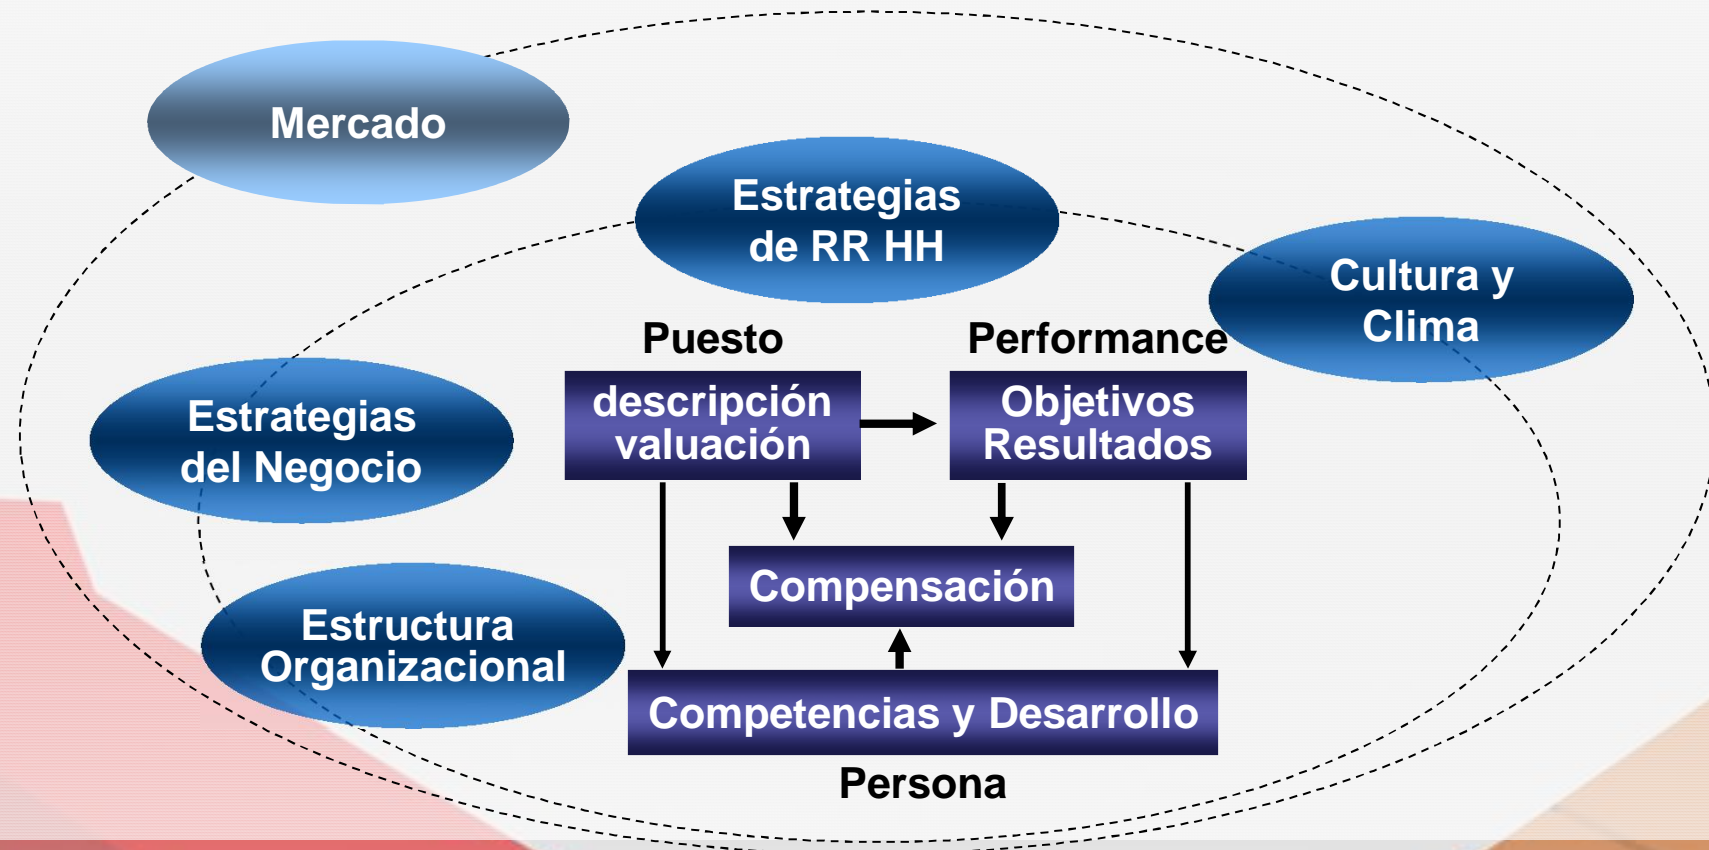 Mercado
Estrategias
de RR HH
Cultura y
Clima
Puesto
Performance
Estrategias
del Negocio
descripción
valuación
Objetivos
Resultados
Compensación
Estructura
Organizacional
Competencias y Desarrollo
Persona